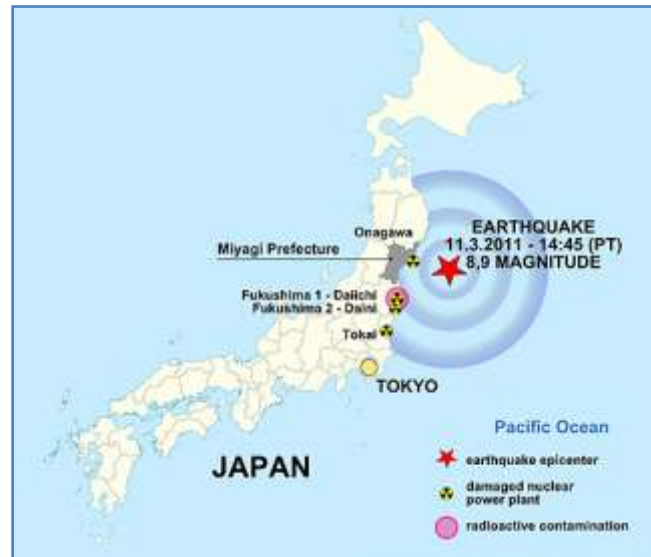 EARTHQUAKE
11.3.2011 - 14:45 (PT)
8,9 MAGNITUDE
Onagawa
Miyagi Prefecture
Fukushima 1 - Daiichi
Fukushima 2 - Daini
Tokai
TOKYO
JAPAN
Pacific Ocean
earthquake epicenter
damaged nuclear
power plant
radioactive contamination